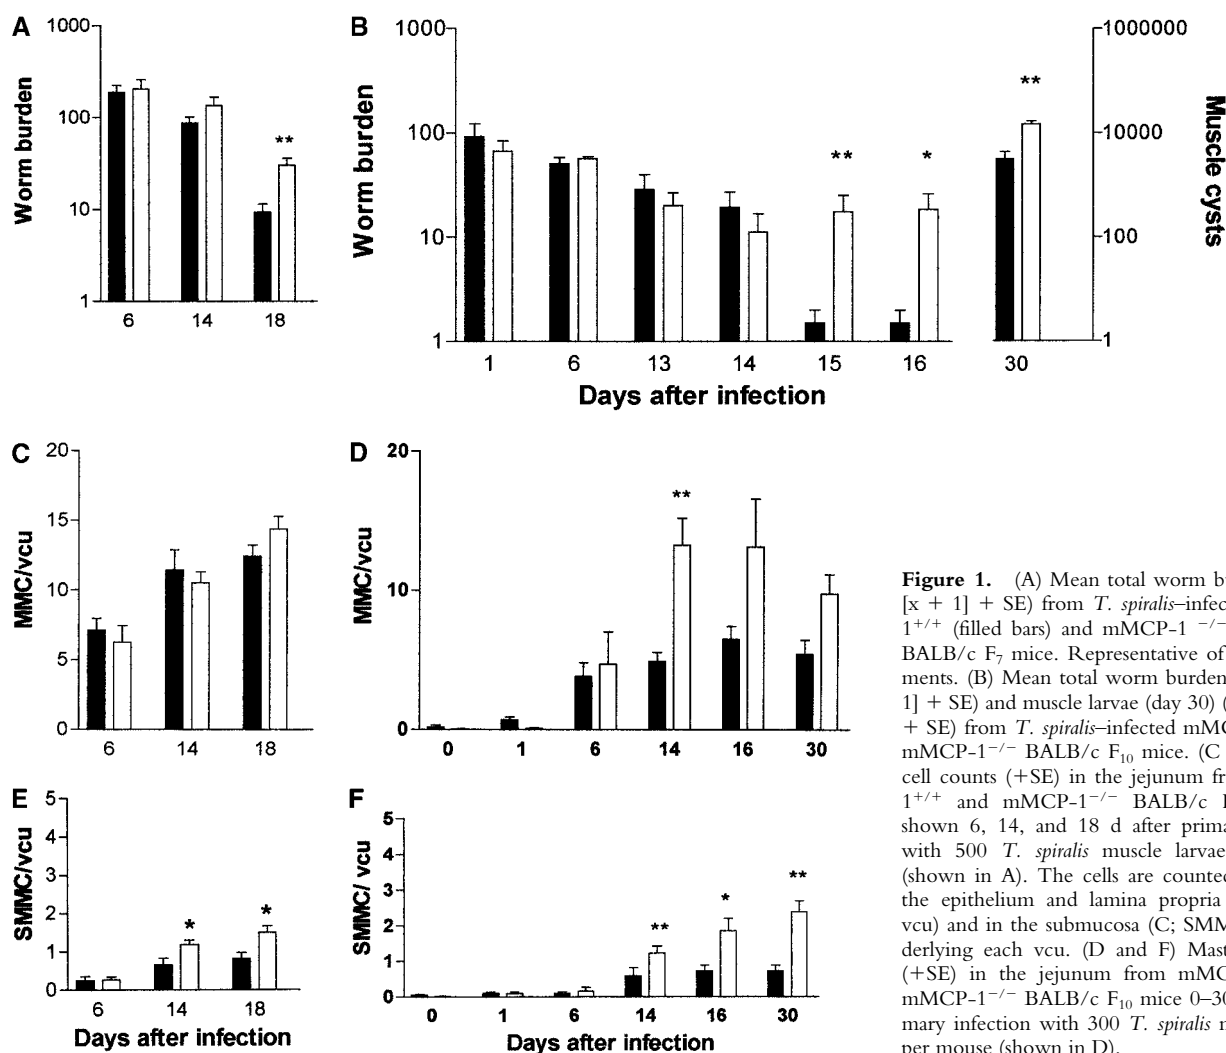 A
1000
100
10
1
Worm burden
6 14 18
**
B
1000
100
10
1
Worm burden
** * **
1000000
10000
100
1
Muscle cysts
1 6 13 14 15 16 30
Days after infection
C
20
15
10
5
0
MMC/vcu
6 14 18
D
20
10
0
MMC/vcu
**
0 1 6 14 16 30
E
5
4
3
2
1
0
SMMC/vcu
* *
6 14 18
Days after infection
F
5
4
3
2
1
0
SMMC/ vcu
** * **
0 1 6 14 16 30
Days after infection
Figure 1. (A) Mean total worm
[x + 1] + SE) from T. spiralis–infec
1+/+ (filled bars) and mMCP-1 −/−
BALB/c F7 mice. Representative of
ments. (B) Mean total worm burden
1] + SE) and muscle larvae (day 30) (
+ SE) from T. spiralis–infected mMC
mMCP-1−/− BALB/c F10 mice. (C
cell counts (+SE) in the jejunum fr
1+/+ and mMCP-1−/− BALB/c
shown 6, 14, and 18 d after prima
with 500 T. spiralis muscle larvae
(shown in A). The cells are counted
the epithelium and lamina propria
vcu) and in the submucosa (C; SMM
derlying each vcu. (D and F) Mast
(+SE) in the jejunum from mMC
mMCP-1−/− BALB/c F10 mice 0–30
mary infection with 300 T. spiralis
per mouse (shown in D).